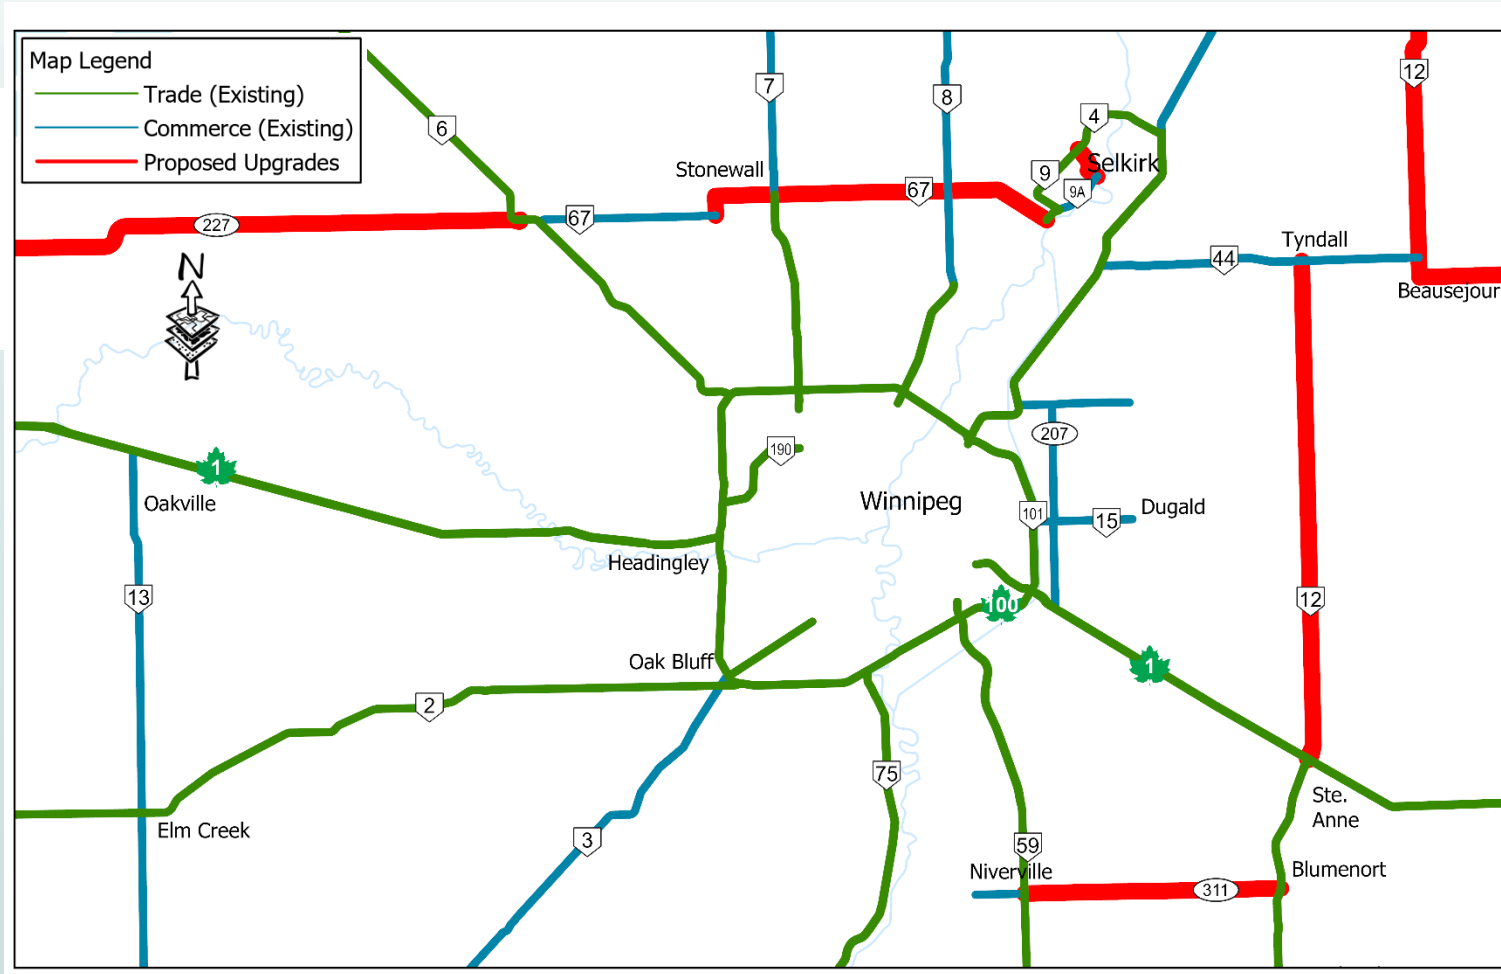 Map Legend
Trade (Existing)
Commerce (Existing)
Proposed Upgrades
7
8
12
4
6
Stonewall
Selkirk
9
9A
67
67
227
Tyndall
44
N
Beausejour
207
190
1
Oakville
Winnipeg
101
15
Dugald
Headingley
13
100
12
Oak Bluff
1
2
75
Ste.
Anne
Elm Creek
3
59
Niverville
Blumenort
311